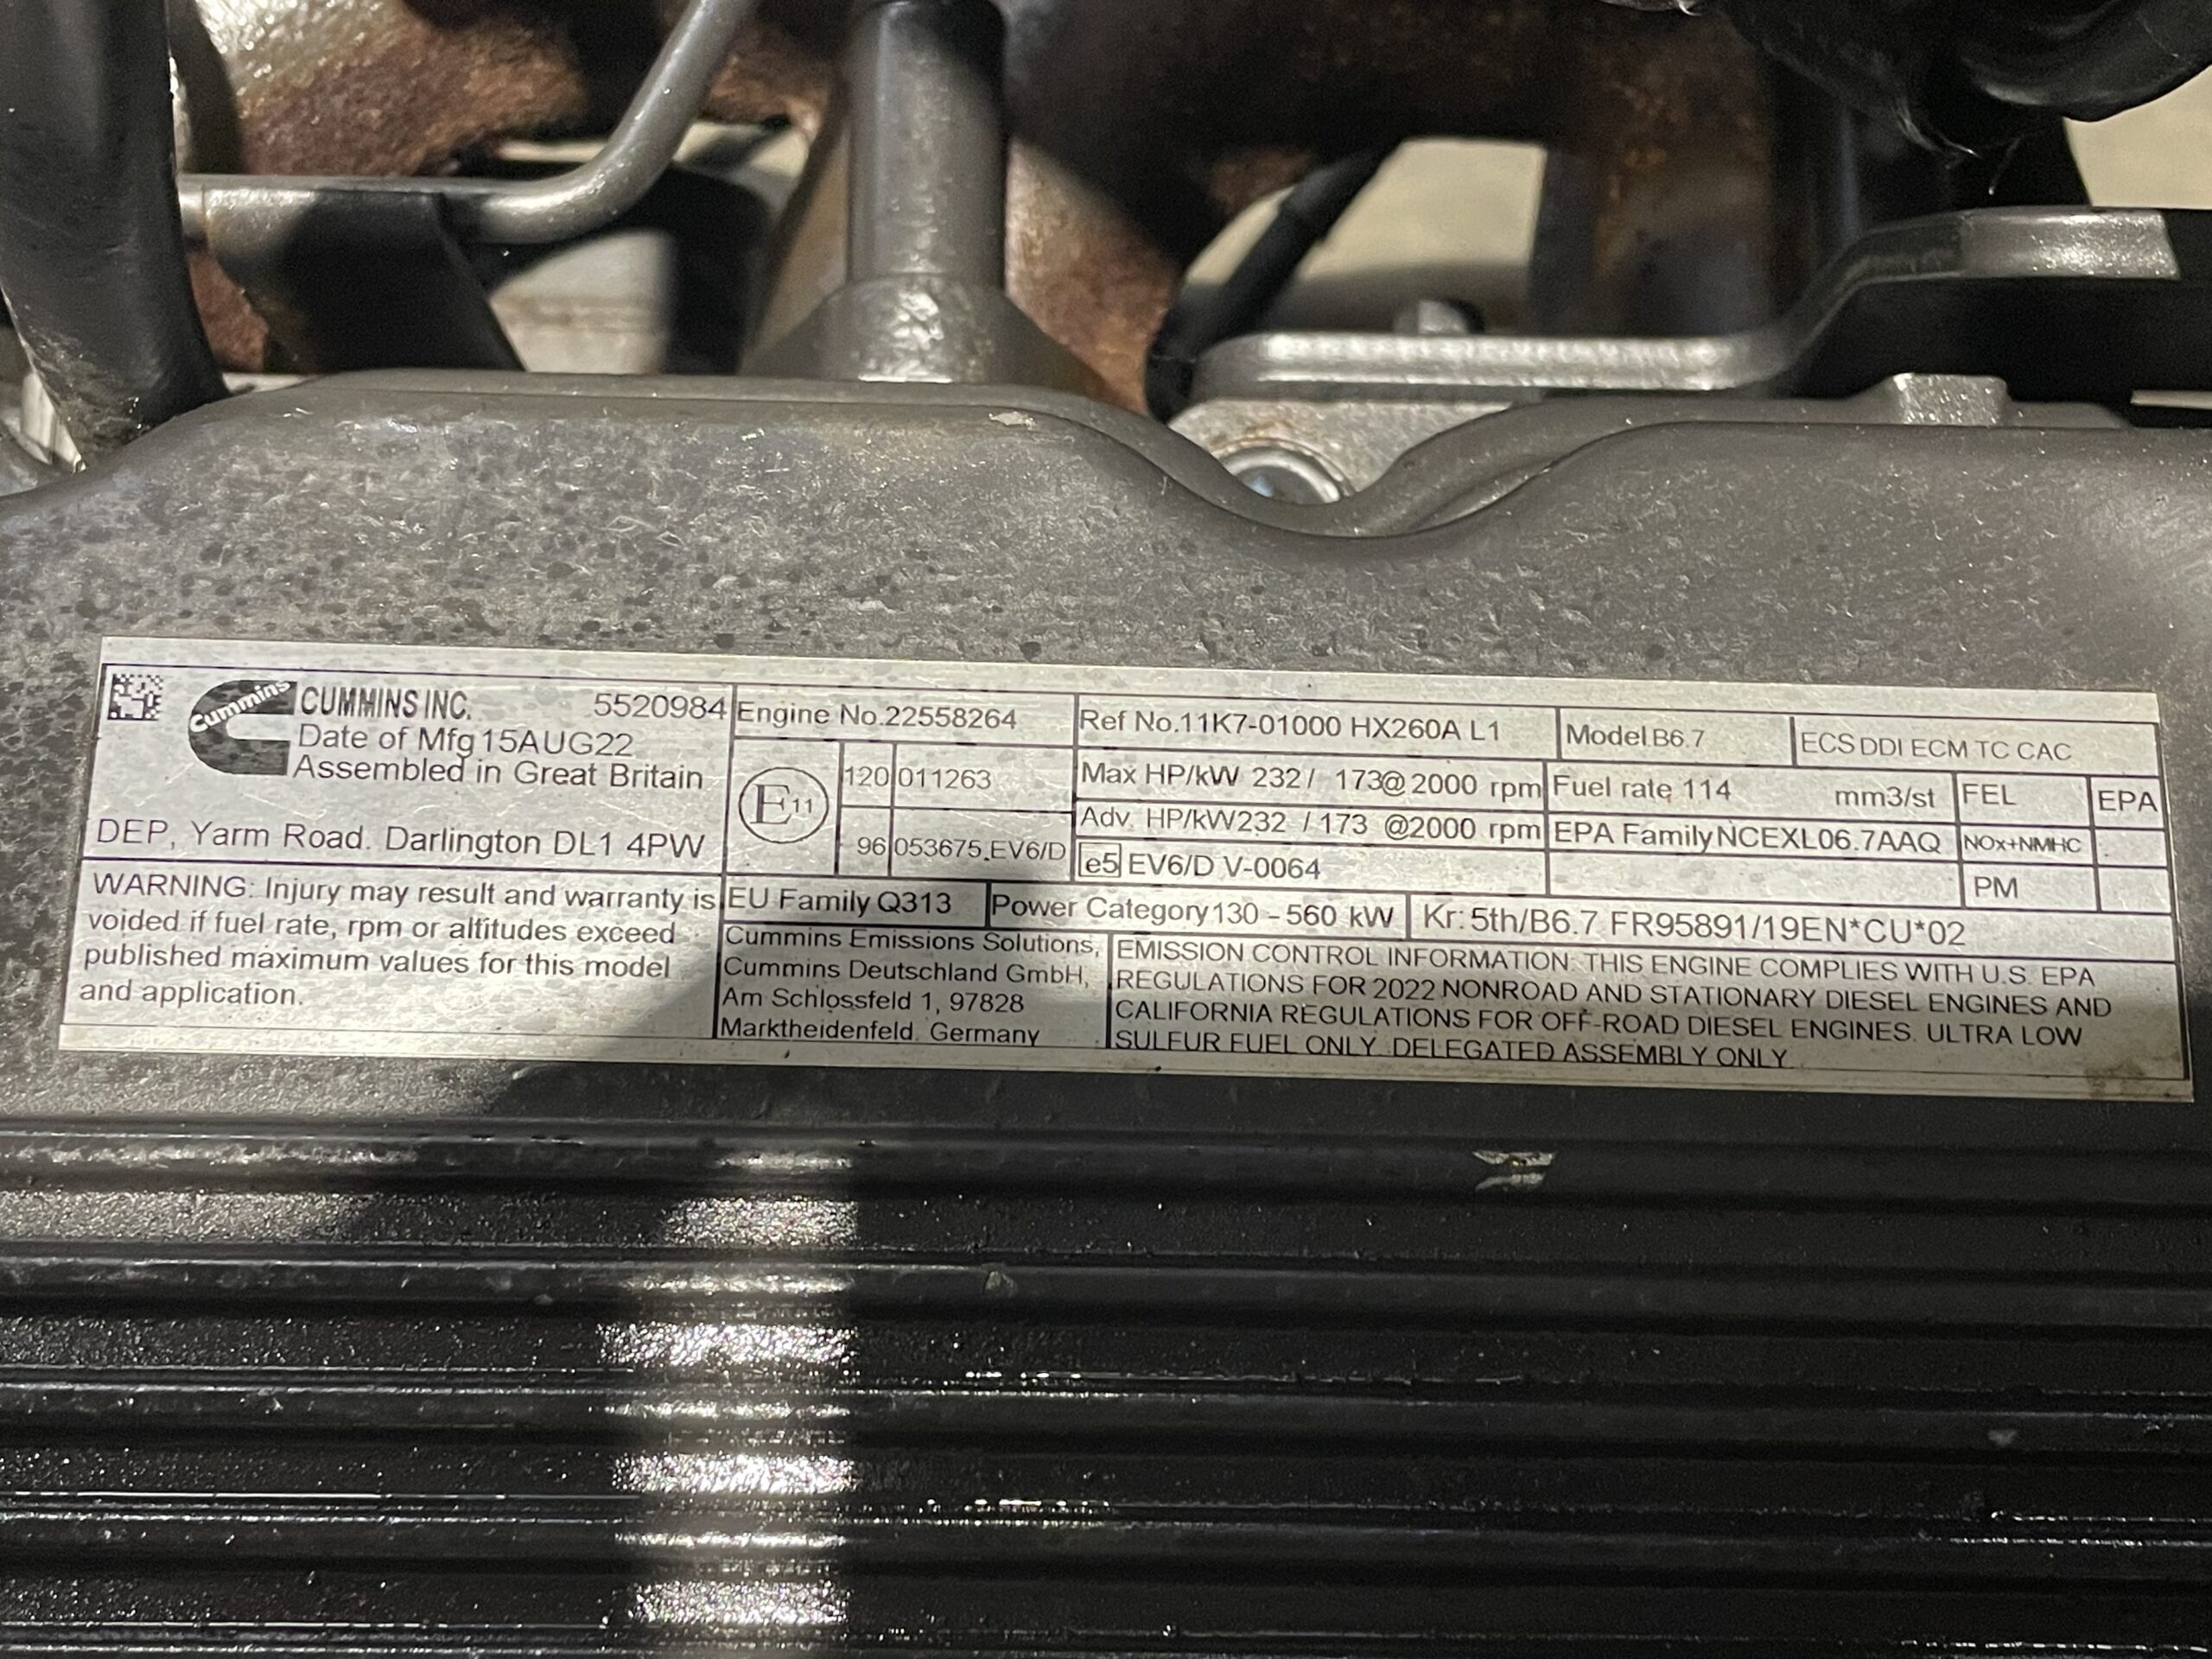 Cummins
CUMMINS INC. 5520984
Date of Mfg 15AUG22
Assembled in Great Britain
DEP, Yarm Road. Darlington DL1 4PW
WARNING: Injury may result and warranty is
voided if fuel rate, rpm or altitudes exceed
published maximum values for this model
and application.
Engine No.22558264
E11
120 011263
96 053675.EV6/D
Ref No.11K7-01000 HX260A L1
Model B6.7
ECS DDI ECM TC CAC
Max HP/kW 232 / 173@ 2000 rpm
Fuel rate 114 mm3/st
FEL
EPA
Adv. HP/kW 232 / 173 @2000 rpm
EPA Family NCEXL06.7AAQ
NOx+NMHC
e5 EV6/D V-0064
PM
EU Family Q313
Power Category 130 - 560 kW
Kr: 5th/B6.7 FR95891/19EN*CU*02
Cummins Emissions Solutions,
Cummins Deutschland GmbH,
Am Schlossfeld 1, 97828
Marktheidenfeld. Germany
EMISSION CONTROL INFORMATION: THIS ENGINE COMPLIES WITH U.S. EPA
REGULATIONS FOR 2022 NONROAD AND STATIONARY DIESEL ENGINES AND
CALIFORNIA REGULATIONS FOR OFF-ROAD DIESEL ENGINES. ULTRA LOW
SULFUR FUEL ONLY. DELEGATED ASSEMBLY ONLY.